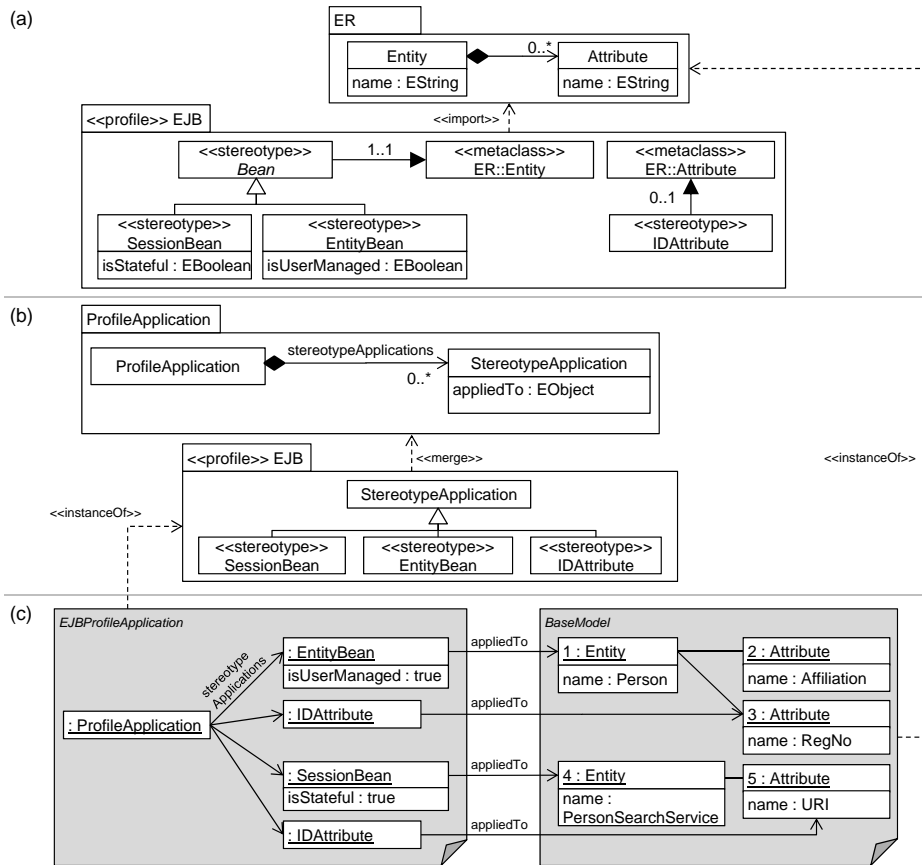 (a)
ER
Entity
name : EString
0..*
Attribute
name : EString
<<import>>
<<profile>> EJB
<<stereotype>>
Bean
1..1
<<metaclass>>
ER::Entity
<<metaclass>>
ER::Attribute
0..1
<<stereotype>>
SessionBean
isStateful : EBoolean
<<stereotype>>
EntityBean
isUserManaged : EBoolean
<<stereotype>>
IDAttribute
(b)
ProfileApplication
ProfileApplication
stereotypeApplications
0..*
StereotypeApplication
appliedTo : EObject
<<merge>>
<<instanceOf>>
<<profile>> EJB
StereotypeApplication
<<instanceOf>>
<<stereotype>>
SessionBean
<<stereotype>>
EntityBean
<<stereotype>>
IDAttribute
(c)
EJBProfileApplication
BaseModel
stereotype
Applications
: ProfileApplication
: EntityBean
isUserManaged : true
appliedTo
1 : Entity
name : Person
2 : Attribute
name : Affiliation
: IDAttribute
appliedTo
3 : Attribute
name : RegNo
: SessionBean
isStateful : true
appliedTo
4 : Entity
name :
PersonSearchService
5 : Attribute
name : URI
: IDAttribute
appliedTo